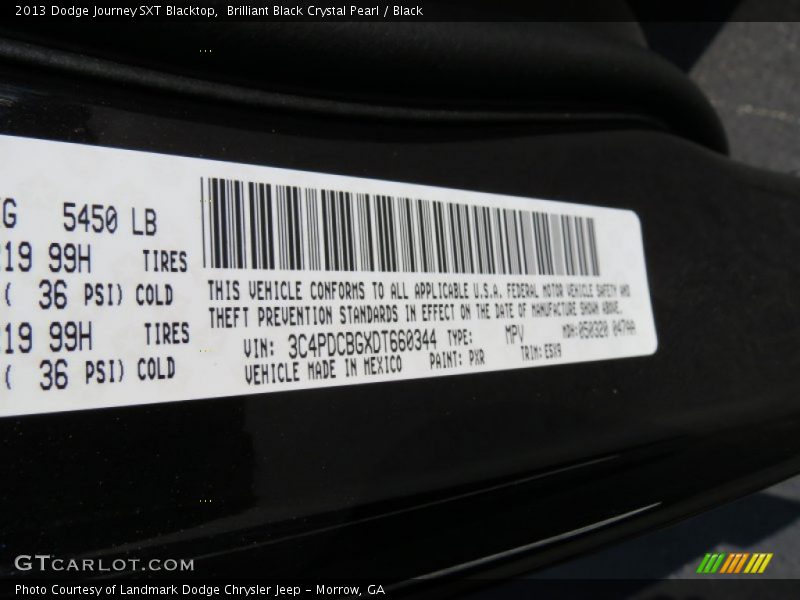 2013 Dodge Journey SXT Blacktop,  Brilliant Black Crystal Pearl / Black
G 5450 LB
19 99H TIRES
( 36 PSI) COLD
19 99H TIRES
( 36 PSI) COLD
THIS VEHICLE CONFORMS TO ALL APPLICABLE U.S.A. FEDERAL MOTOR VEHICLE SAFETY AND
THEFT PREVENTION STANDARDS IN EFFECT ON THE DATE OF MANUFACTURE SHOWN ABOVE.
VIN: 3C4PDCBGXDT660344 TYPE: MPV MDH: 050320 047AA
VEHICLE MADE IN MEXICO PAINT: PXR TRIM: E5X9
GTCARLOT.COM
Photo Courtesy of Landmark Dodge Chrysler Jeep – Morrow, GA